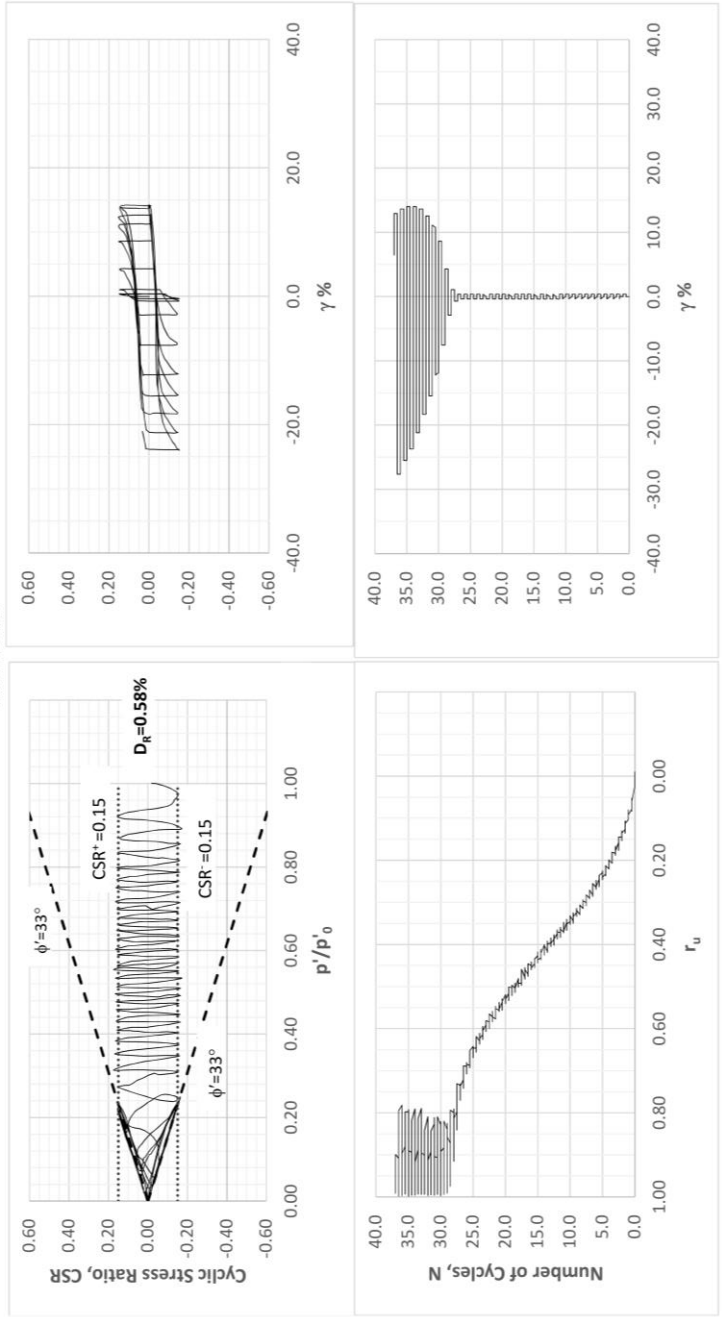 0.60
0.40
0.20
0.00
-0.20
-0.40
-0.60
Cyclic Stress Ratio, CSR
ϕ'=33°
CSR⁺=0.15
D_R=0.58%
CSR⁻=0.15
ϕ'=33°
0.00 0.20 0.40 0.60 0.80 1.00
p'/p'₀
0.60
0.40
0.20
0.00
-0.20
-0.40
-0.60
-40.0 -20.0 0.0 20.0 40.0
γ %
40.0
35.0
30.0
25.0
20.0
15.0
10.0
5.0
0.0
Number of Cycles, N
1.00 0.80 0.60 0.40 0.20 0.00
r_u
40.0
35.0
30.0
25.0
20.0
15.0
10.0
5.0
0.0
-40.0 -30.0 -20.0 -10.0 0.0 10.0 20.0 30.0 40.0
γ %